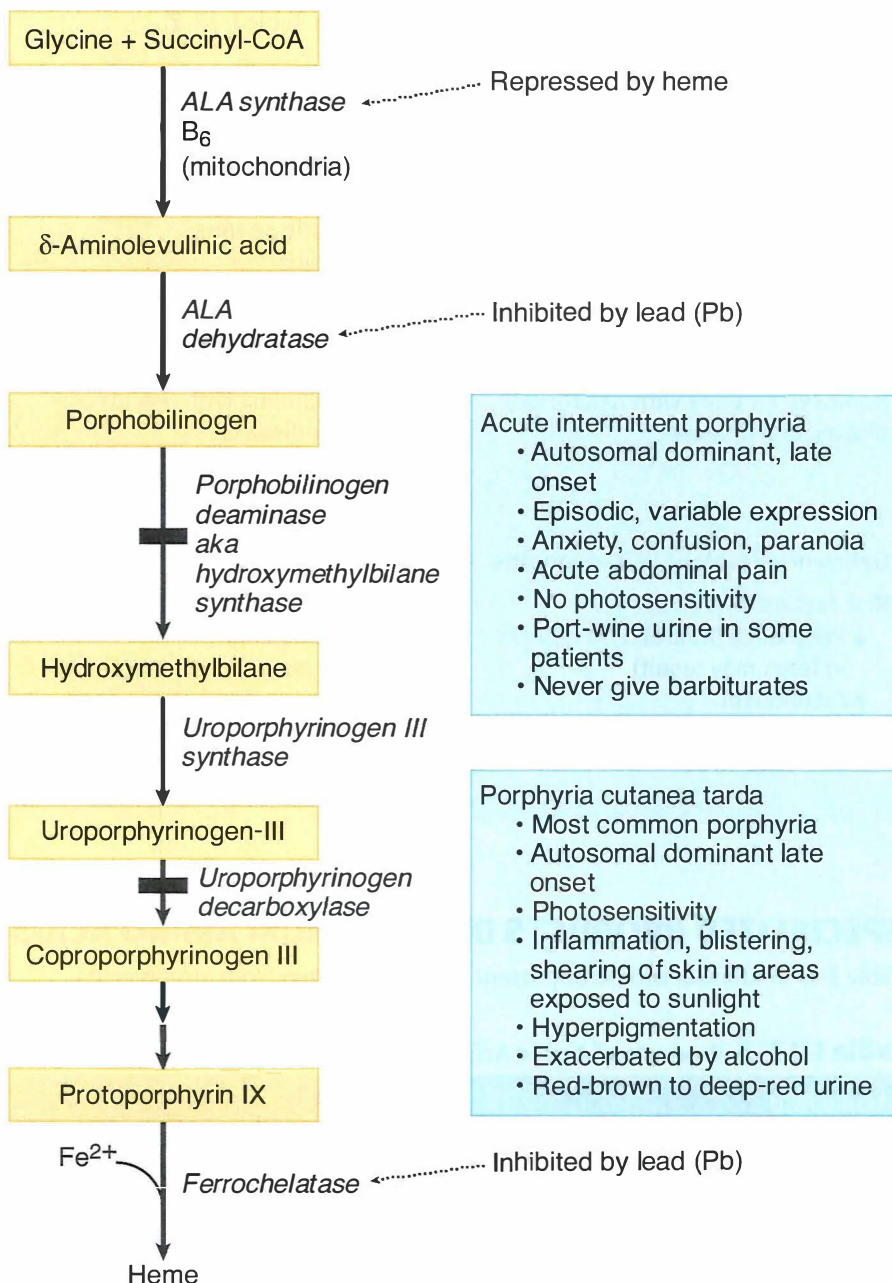 Glycine + Succinyl-CoA
ALA synthase
B6
(mitochondria)
Repressed by heme
δ-Aminolevulinic acid
ALA
dehydratase
Inhibited by lead (Pb)
Porphobilinogen
Porphobilinogen
deaminase
aka
hydroxymethylbilane
synthase
Acute intermittent porphyria
• Autosomal dominant, late
onset
• Episodic, variable expression
• Anxiety, confusion, paranoia
• Acute abdominal pain
• No photosensitivity
• Port-wine urine in some
patients
• Never give barbiturates
Hydroxymethylbilane
Uroporphyrinogen III
synthase
Uroporphyrinogen-III
Uroporphyrinogen
decarboxylase
Coproporphyrinogen III
Porphyria cutanea tarda
• Most common porphyria
• Autosomal dominant late
onset
• Photosensitivity
• Inflammation, blistering,
shearing of skin in areas
exposed to sunlight
• Hyperpigmentation
• Exacerbated by alcohol
• Red-brown to deep-red urine
Protoporphyrin IX
Fe2+
Ferrochelatase
Inhibited by lead (Pb)
Heme